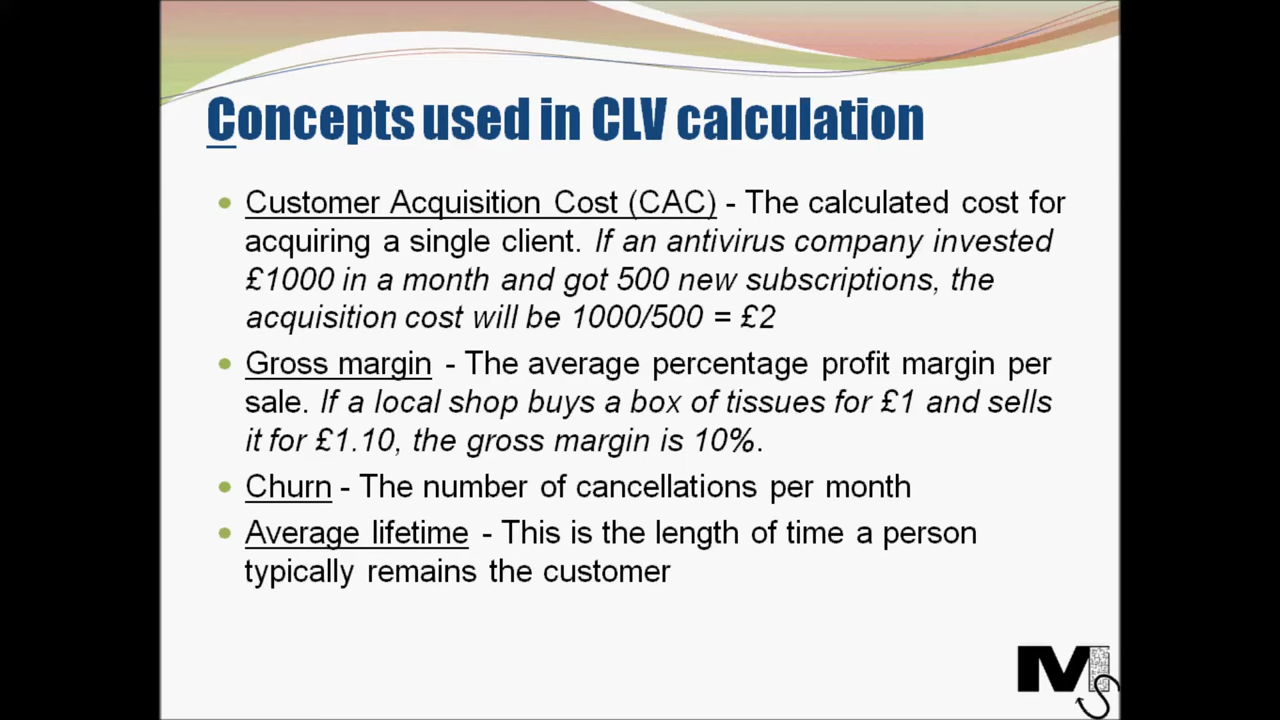 Concepts used in CLV calculation
Customer Acquisition Cost (CAC) - The calculated cost for
acquiring a single client. If an antivirus company invested
£1000 in a month and got 500 new subscriptions, the
acquisition cost will be 1000/500 = £2
Gross margin - The average percentage profit margin per
sale. If a local shop buys a box of tissues for £1 and sells
it for £1.10, the gross margin is 10%.
Churn - The number of cancellations per month
Average lifetime - This is the length of time a person
typically remains the customer